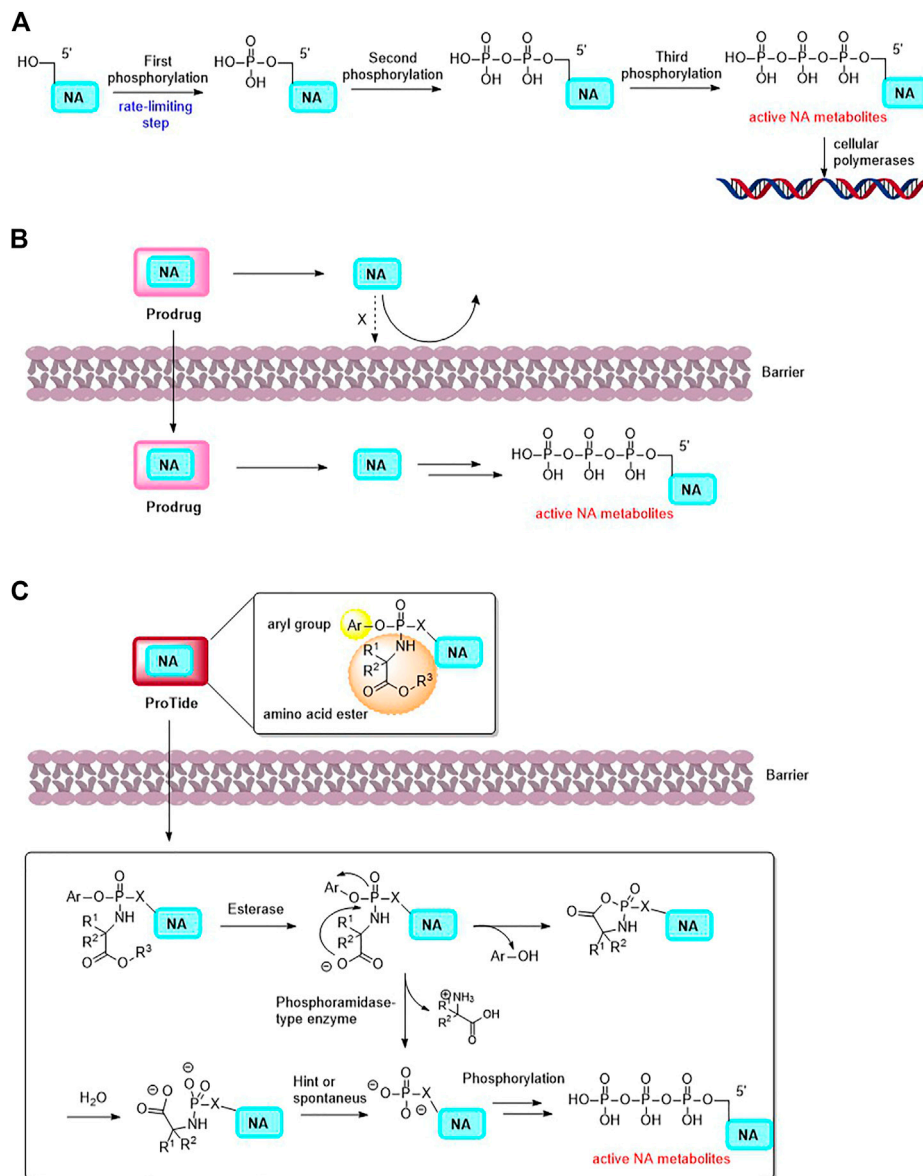 A
HO 5' NA
First
phosphorylation
rate-limiting
step
HO-P-O O OH 5' NA
Second
phosphorylation
HO-P-O-P-O O O OH OH 5' NA
Third
phosphorylation
HO-P-O-P-O-P-O O O O OH OH OH 5' NA
active NA metabolites
cellular
polymerases
B
NA
Prodrug
NA
X
Barrier
NA
Prodrug
NA
HO-P-O-P-O-P-O O O O OH OH OH 5' NA
active NA metabolites
C
NA
ProTide
aryl group
Ar-O-P-X O NH NA
R1
R2
O O-R3
amino acid ester
Barrier
Ar-O-P-X O NH NA
R1
R2
O O-R3
Esterase
Ar-O-P-X O NH NA
R1
R2
⊖O O
Ar-OH
O O O P-X NH NA
R1 R2
Phosphoramidase-
type enzyme
⊕NH3
R1
R2
OH
O
H2O
⊖ ⊖ O O O O P-X N H NA
R1 R2
Hint or
spontaneus
⊖O-P-X O O⊖ NA
Phosphorylation
HO-P-O-P-O-P-O O O O OH OH OH 5' NA
active NA metabolites